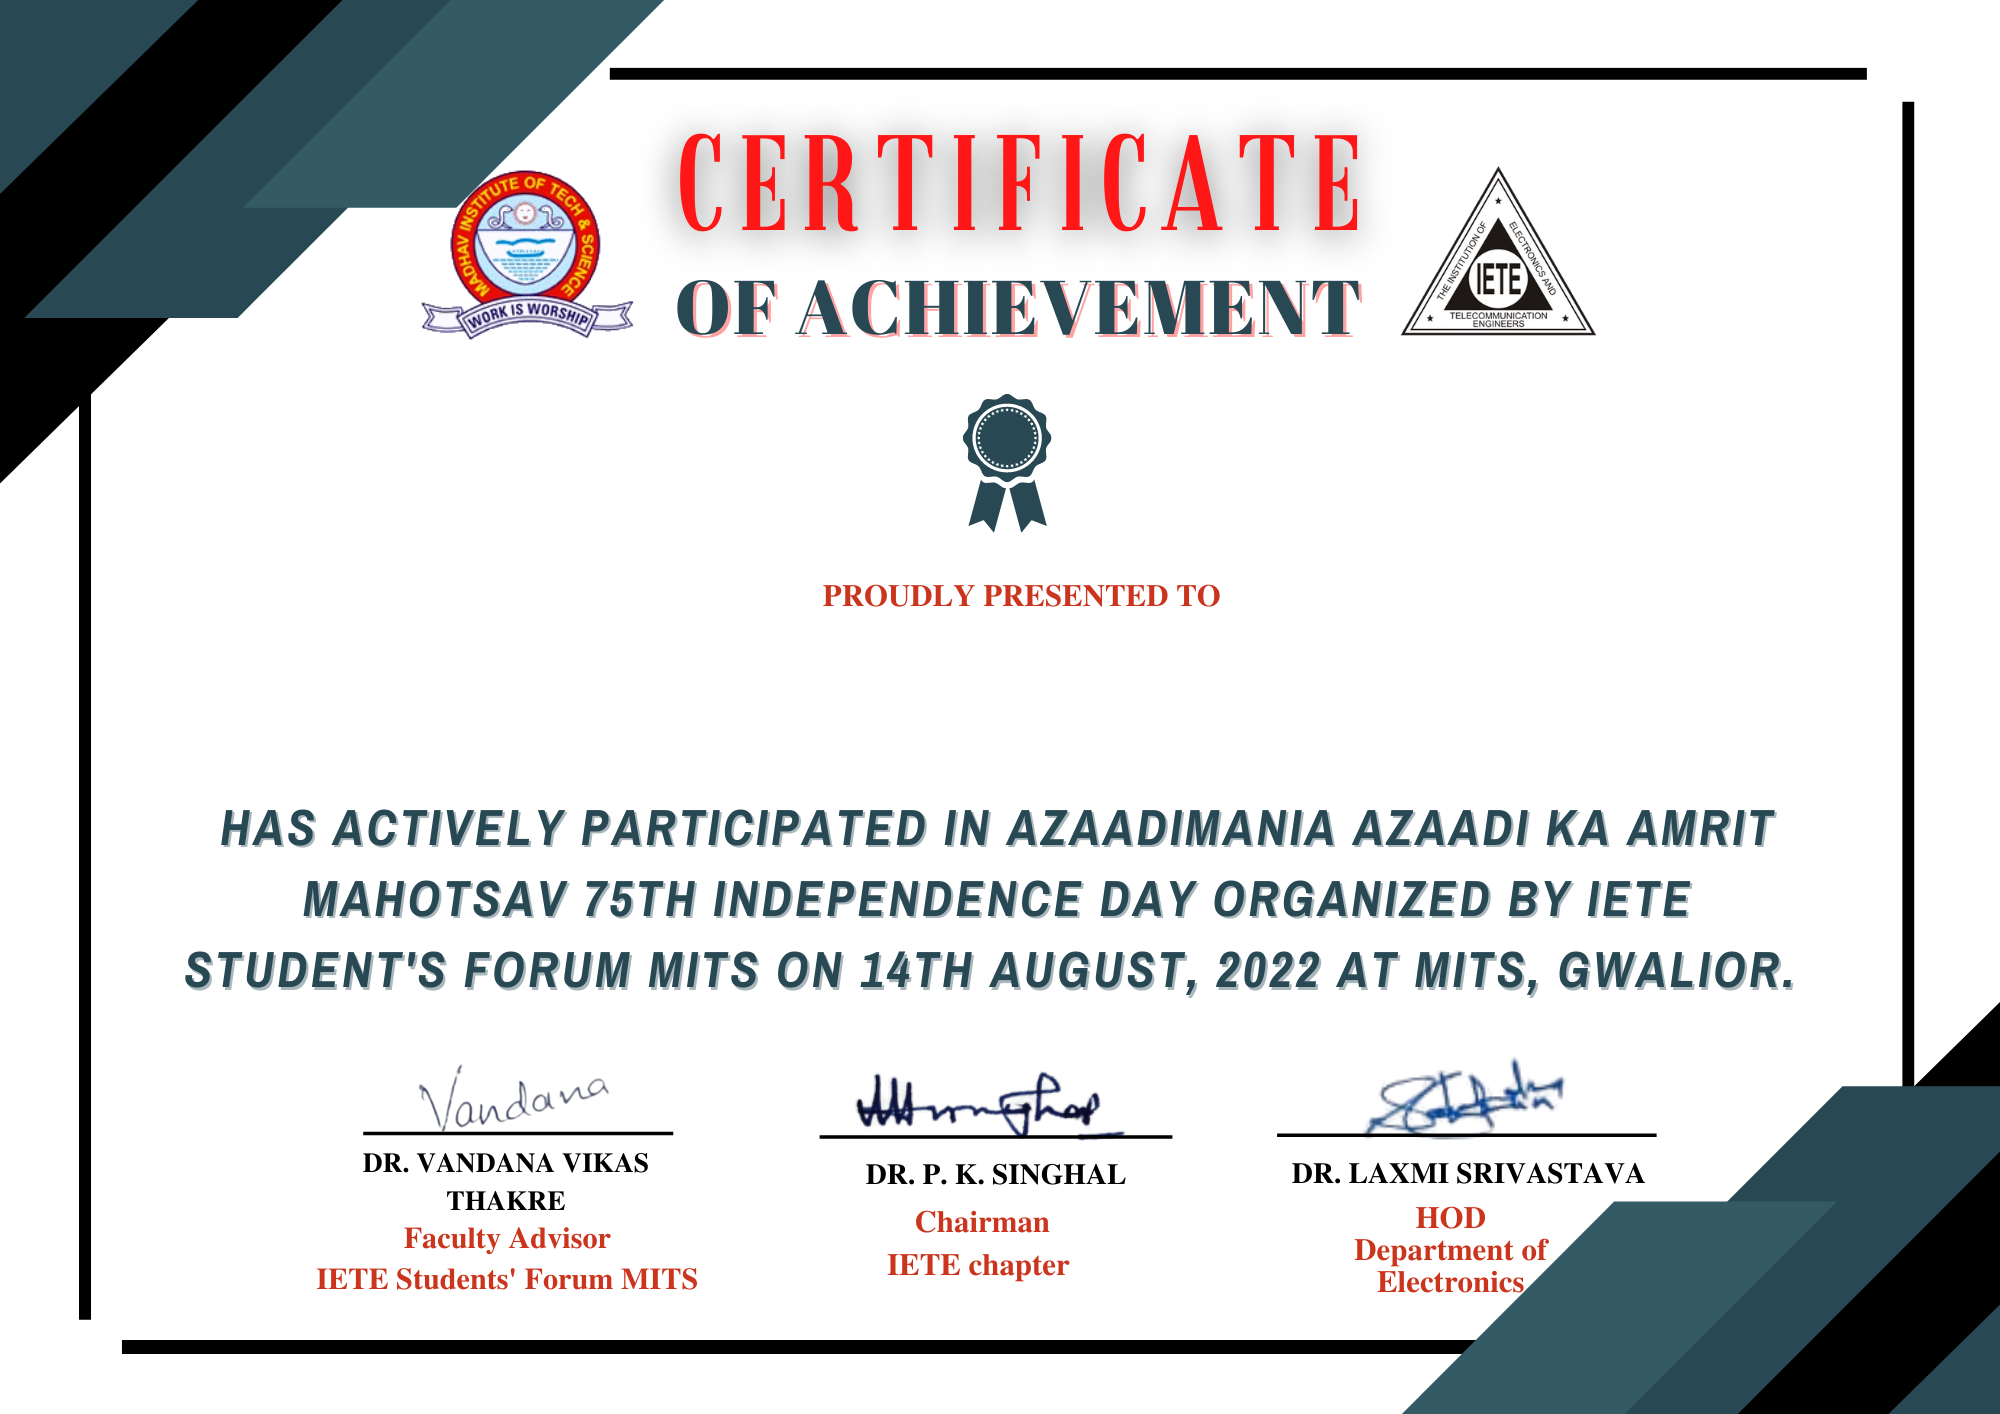 CERTIFICATE
OF ACHIEVEMENT
MADHAV INSTITUTE OF TECH & SCIENCE
WORK IS WORSHIP
THE INSTITUTION OF
ELECTRONICS AND
IETE
TELECOMMUNICATION
ENGINEERS
PROUDLY PRESENTED TO
HAS ACTIVELY PARTICIPATED IN AZAADIMANIA AZAADI KA AMRIT
MAHOTSAV 75TH INDEPENDENCE DAY ORGANIZED BY IETE
STUDENT'S FORUM MITS ON 14TH AUGUST, 2022 AT MITS, GWALIOR.
Vandana
DR. VANDANA VIKAS
THAKRE
Faculty Advisor
IETE Students' Forum MITS
DR. P. K. SINGHAL
Chairman
IETE chapter
DR. LAXMI SRIVASTAVA
HOD
Department of
Electronics